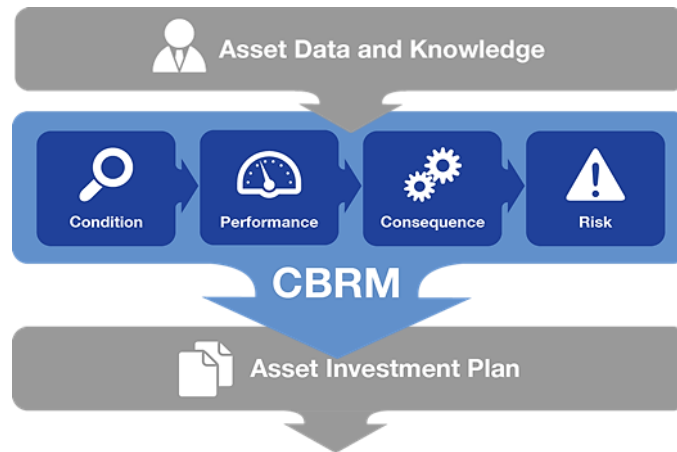 Asset Data and Knowledge
Condition
Performance
Consequence
Risk
CBRM
Asset Investment Plan